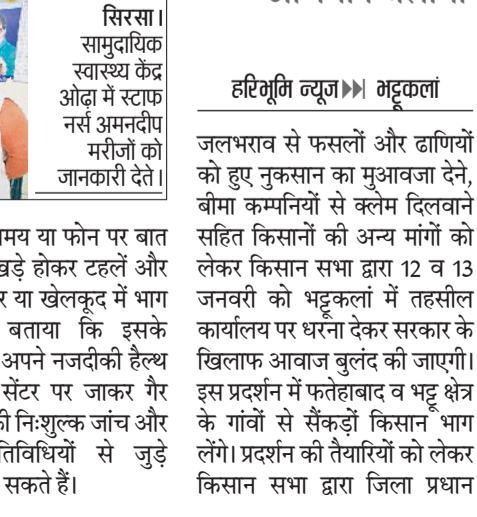 सिरसा।
सामुदायिक
स्वास्थ्य केंद्र
ओढ़ा में स्टाफ
नर्स अमनदीप
मरीजों को
जानकारी देते।
या फोन पर बात
होकर टहलें और
या खेलकूद में भाग
बताया कि इसके
अपने नजदीकी हैल्थ
सेंटर पर जाकर गैर
निःशुल्क जांच और
से जुड़े
सकते हैं।
हरिभूमि न्यूज▶▶| भट्टूकलां
जलभराव से फसलों और ढाणियों
को हुए नुकसान का मुआवजा देने,
बीमा कम्पनियों से क्लेम दिलवाने
सहित किसानों की अन्य मांगों को
लेकर किसान सभा द्वारा 12 व 13
जनवरी को भट्टूकलां में तहसील
कार्यालय पर धरना देकर सरकार के
खिलाफ आवाज बुलंद की जाएगी।
इस प्रदर्शन में फतेहाबाद व भट्टू क्षेत्र
के गांवों से सैंकड़ों किसान भाग
लेंगे। प्रदर्शन की तैयारियों को लेकर
किसान सभा द्वारा जिला प्रधान